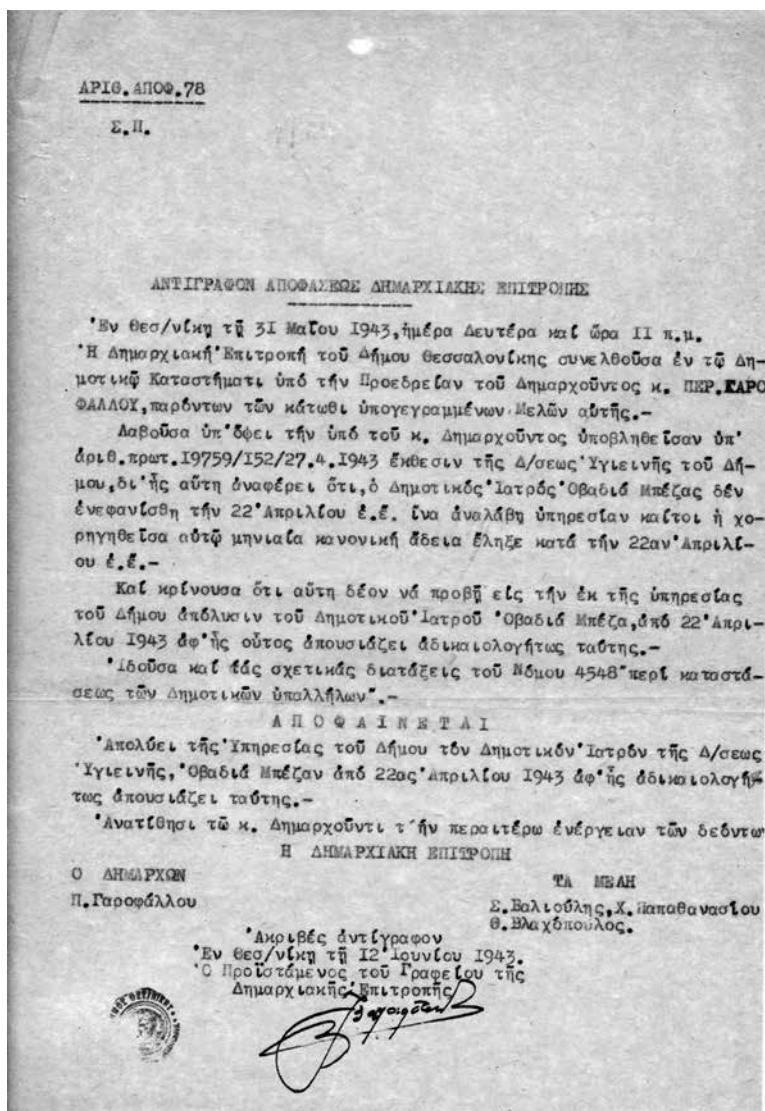 ΑΡΙΘ.ΑΠΟΦ.78
Σ.Π.
ΑΝΤΙΓΡΑΦΟΝ ΑΠΟΦΑΣΕΩΣ ΔΗΜΑΡΧΙΑΚΗΣ ΕΠΙΤΡΟΠΗΣ
Ἐν Θεσ/νίκῃ τῇ 31 Μαΐου 1943,ἡμέρα Δευτέρα καί ὥρα II π.μ.
Ἡ Δημαρχιακή Ἐπιτροπή τοῦ Δήμου Θεσσαλονίκης συνελθοῦσα ἐν τῷ Δη-
μοτικῷ Καταστήματι ὑπό τήν Προεδρείαν τοῦ Δημαρχοῦντος κ. ΠΕΡ.ΓΑΡΟ
ΦΑΛΛΟΥ,παρόντων τῶν κάτωθι ὑπογεγραμμένων Μελῶν αὐτῆς.-
Λαβοῦσα ὑπ'ὄψει τήν ὑπό τοῦ κ. Δημαρχοῦντος ὑποβληθεῖσαν ὑπ'
ἀριθ.πρωτ.19759/152/27.4.1943 ἔκθεσιν τῆς Δ/σεως Ὑγιεινῆς τοῦ Δή-
μου,δι'ἧς αὕτη ἀναφέρει ὅτι,ὁ Δημοτικός Ἰατρός Ὀβαδιά Μπέζας δέν
ἐνεφανίσθη τήν 22 Ἀπριλίου ἐ.ἔ. ἵνα ἀναλάβῃ ὑπηρεσίαν καίτοι ἡ χο-
ρηγηθεῖσα αὐτῷ μηνιαία κανονική ἄδεια ἔληξε κατά τήν 22αν Ἀπριλί-
ου ἐ.ἔ.-
Καί κρίνουσα ὅτι αὕτη δέον νά προβῇ εἰς τήν ἐκ τῆς ὑπηρεσίας
τοῦ Δήμου ἀπόλυσιν τοῦ Δημοτικοῦ Ἰατροῦ Ὀβαδιά Μπέζα,ἀπό 22 Ἀπρι-
λίου 1943 ἀφ'ἧς οὗτος ἀπουσιάζει ἀδικαιολογήτως ταύτης.-
Ἰδοῦσα καί τάς σχετικάς διατάξεις τοῦ Νόμου 4548"περί καταστά-
σεως τῶν Δημοτικῶν ὑπαλλήλων".-
ΑΠΟΦΑΙΝΕΤΑΙ
Ἀπολύει τῆς Ὑπηρεσίας τοῦ Δήμου τόν Δημοτικόν Ἰατρόν τῆς Δ/σεως
Ὑγιεινῆς,Ὀβαδιά Μπέζαν ἀπό 22ας Ἀπριλίου 1943 ἀφ'ἧς ἀδικαιολογή-
τως ἀπουσιάζει ταύτης.-
Ἀνατίθησι τῷ κ. Δημαρχοῦντι τ΄ήν περαιτέρω ἐνέργειαν τῶν δεόντων
Η ΔΗΜΑΡΧΙΑΚΗ ΕΠΙΤΡΟΠΗ
Ο ΔΗΜΑΡΧΩΝ
ΤΑ ΜΕΛΗ
Π.Γαροφάλλου
Σ.Βαλιούλης,Χ.Παπαθανασίου
Θ.Βλαχόπουλος.
Ἀκριβές ἀντίγραφον
Ἐν Θεσ/νίκῃ τῇ 12 Ἰουνίου 1943.
Ὁ Προϊστάμενος τοῦ Γραφείου τῆς
Δημαρχιακῆς Ἐπιτροπῆς